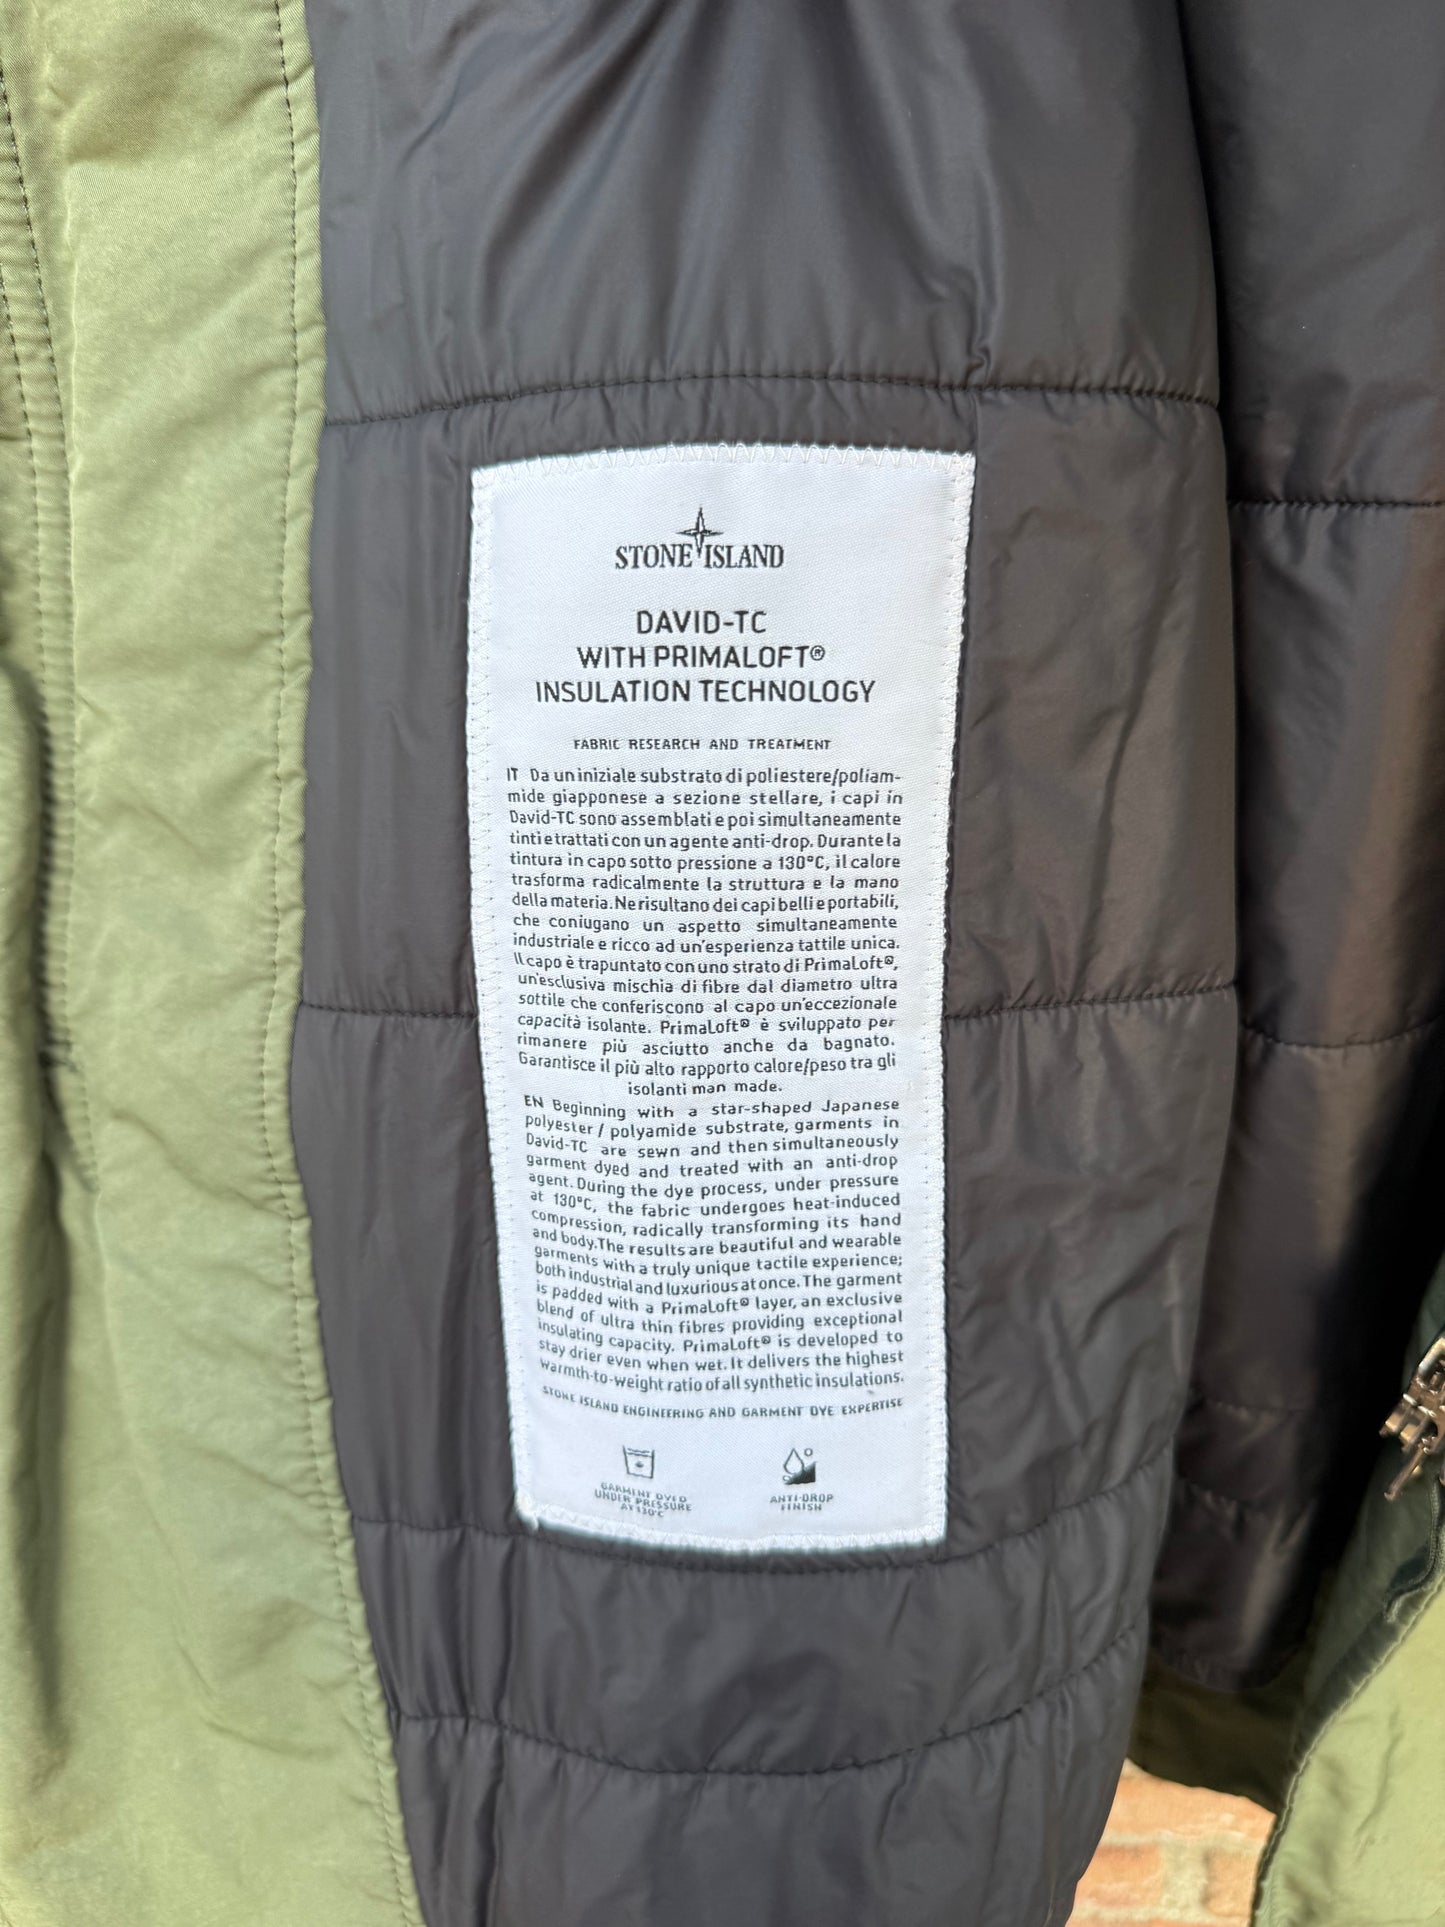 STONE ISLAND
DAVID-TC
WITH PRIMALOFT®
INSULATION TECHNOLOGY
FABRIC RESEARCH AND TREATMENT
IT Da un iniziale substrato di poliestere/poliam-
mide giapponese a sezione stellare, i capi in
David-TC sono assemblati e poi simultaneamente
tinti e trattati con un agente anti-drop. Durante la
tintura in capo sotto pressione a 130°C, il calore
trasforma radicalmente la struttura e la mano
della materia. Ne risultano dei capi belli e portabili,
che coniugano un aspetto simultaneamente
industriale e ricco ad un'esperienza tattile unica.
Il capo è trapuntato con uno strato di PrimaLoft®,
un'esclusiva mischia di fibre dal diametro ultra
sottile che conferiscono al capo un'eccezionale
capacità isolante. PrimaLoft® è sviluppato per
rimanere più asciutto anche da bagnato.
Garantisce il più alto rapporto calore/peso tra gli
isolanti man made.
EN Beginning with a star-shaped Japanese
polyester / polyamide substrate, garments in
David-TC are sewn and then simultaneously
garment dyed and treated with an anti-drop
agent. During the dye process, under pressure
at 130°C, the fabric undergoes heat-induced
compression, radically transforming its hand
and body. The results are beautiful and wearable
garments with a truly unique tactile experience;
both industrial and luxurious at once. The garment
is padded with a PrimaLoft® layer, an exclusive
blend of ultra thin fibres providing exceptional
insulating capacity. PrimaLoft® is developed to
stay drier even when wet. It delivers the highest
warmth-to-weight ratio of all synthetic insulations.
STONE ISLAND ENGINEERING AND GARMENT DYE EXPERTISE
GARMENT DYED
UNDER PRESSURE
AT 130°C
ANTI-DROP
FINISH